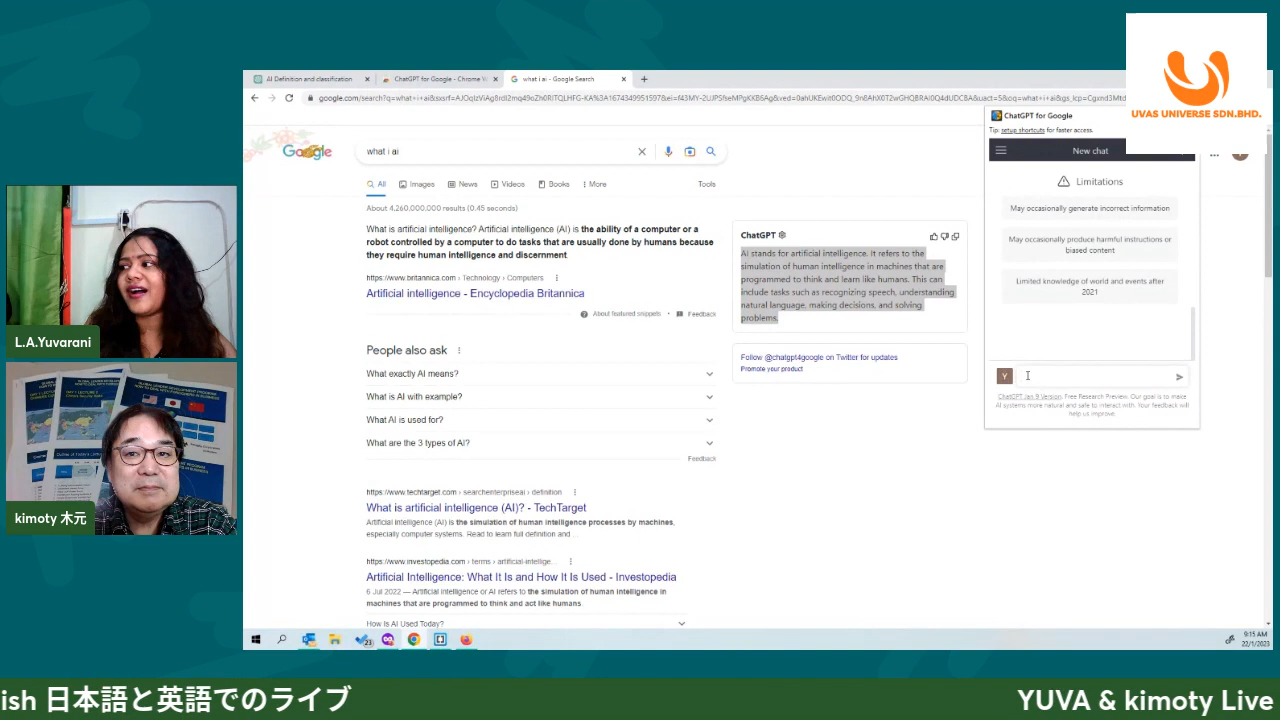 AI Definition and classification
ChatGPT for Google - Chrome
what i ai - Google Search
UVAS UNIVERSE SDN.BHD.
ChatGPT for Google
Tip: setup shortcuts for faster access.
New chat
Limitations
May occasionally generate incorrect information
May occasionally produce harmful instructions or
biased content
Limited knowledge of world and events after
2021
Y
ChatGPT Jan 9 Version. Free Research Preview. Our goal is to make
AI systems more natural and safe to interact with. Your feedback will
help us improve.
Google
what i ai
All
Images
News
Videos
Books
More
Tools
About 4,260,000,000 results (0.45 seconds)
What is artificial intelligence? Artificial intelligence (AI) is the ability of a computer or a
robot controlled by a computer to do tasks that are usually done by humans because
they require human intelligence and discernment.
https://www.britannica.com › Technology › Computers
Artificial intelligence - Encyclopedia Britannica
About featured snippets • Feedback
ChatGPT
AI stands for artificial intelligence. It refers to the
simulation of human intelligence in machines that are
programmed to think and learn like humans. This can
include tasks such as recognizing speech, understanding
natural language, making decisions, and solving
problems.
Follow @chatgpt4google on Twitter for updates
Promote your product
People also ask
What exactly AI means?
What is AI with example?
What AI is used for?
What are the 3 types of AI?
Feedback
https://www.techtarget.com › searchenterpriseai › definition
What is artificial intelligence (AI)? - TechTarget
Artificial intelligence (AI) is the simulation of human intelligence processes by machines,
especially computer systems. Read to learn full definition and ...
https://www.investopedia.com › terms › artificial-intellige...
Artificial Intelligence: What It Is and How It Is Used - Investopedia
6 Jul 2022 — Artificial intelligence or AI refers to the simulation of human intelligence in
machines that are programmed to think and act like humans
How Is AI Used Today?
23
9:15 AM
22/1/2023
L.A.Yuvarani
kimoty 木元
ish 日本語と英語でのライブ
YUVA & kimoty Live